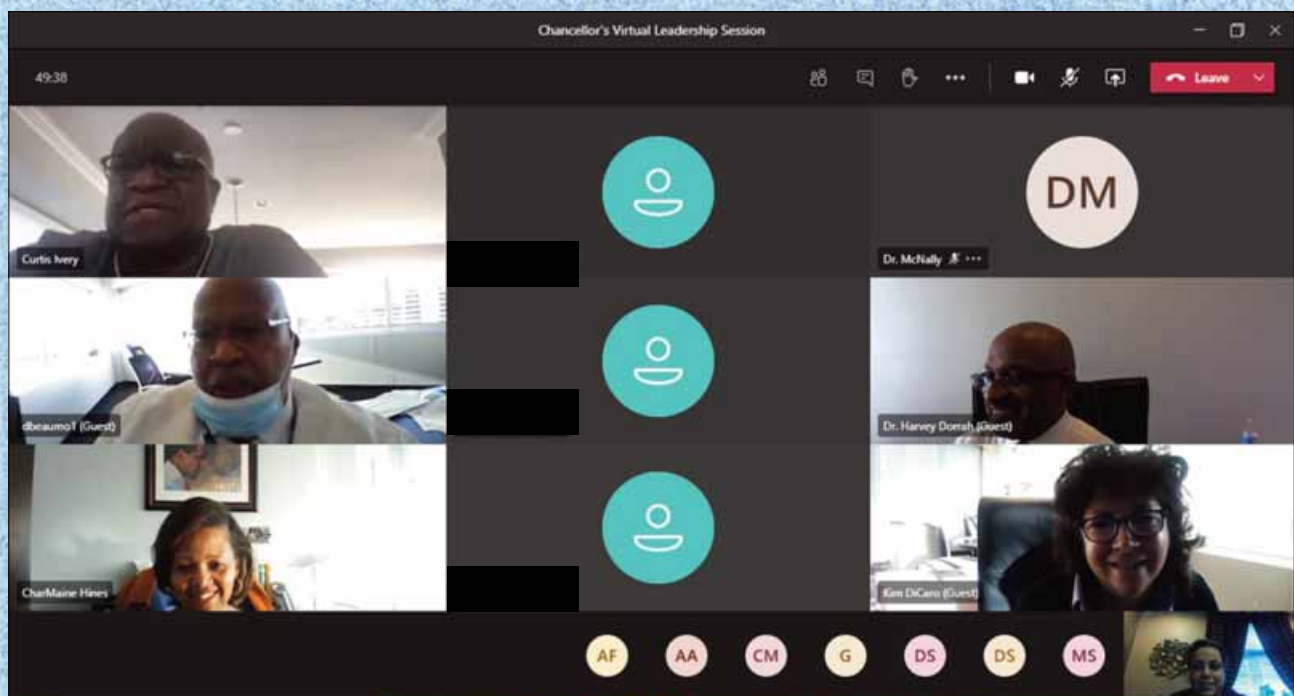 Chancellor's Virtual Leadership Session
49:38
Leave
Curtis Ivery
DM
Dr. McNally
dbeaumo1 (Guest)
Dr. Harvey Dorrah (Guest)
CharMaine Hines
Kim DiCaro (Guest)
AF
AA
CM
G
DS
DS
MS